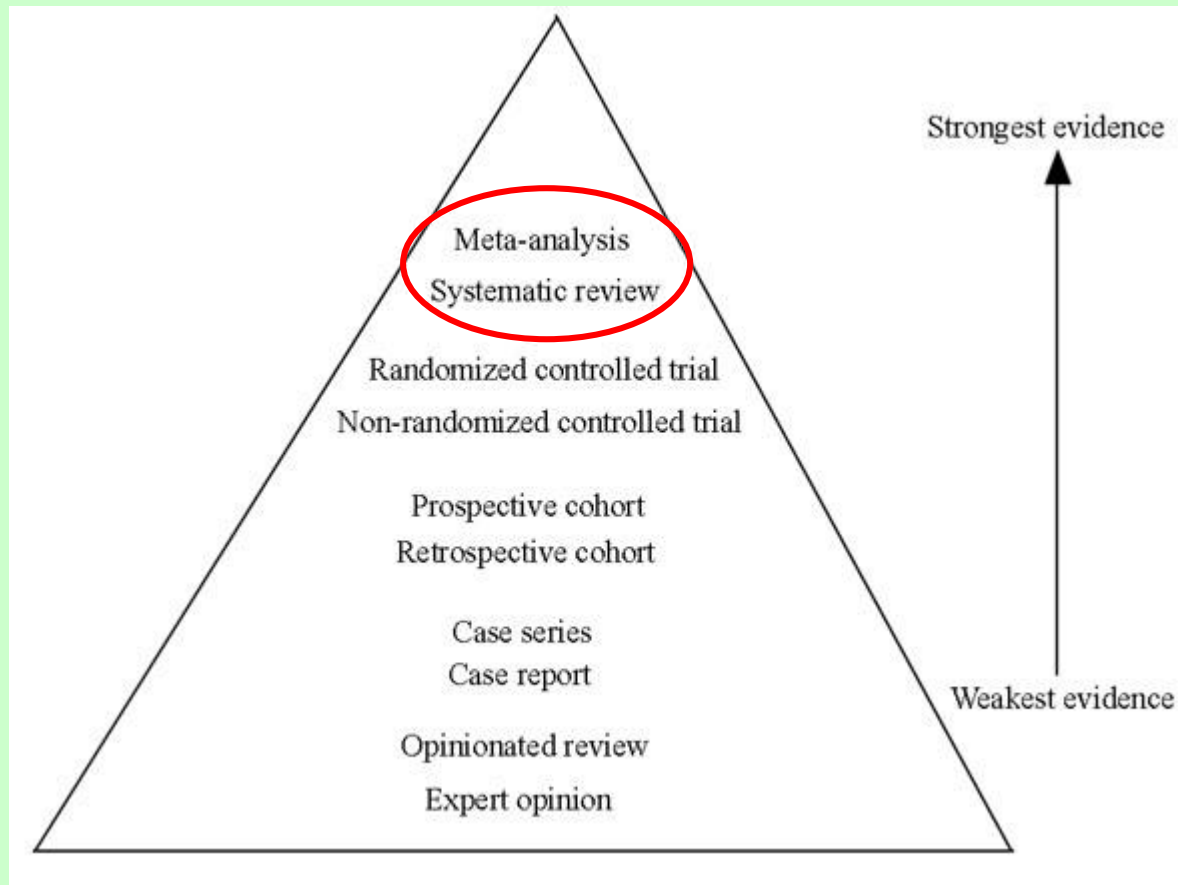 Strongest evidence
Meta-analysis
Systematic review
Randomized controlled trial
Non-randomized controlled trial
Prospective cohort
Retrospective cohort
Case series
Case report
Weakest evidence
Opinionated review
Expert opinion